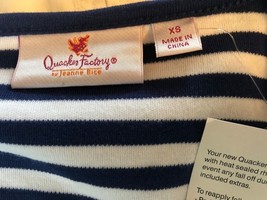 Quacker Factory®
by Jeanne Bice
XS
MADE IN
CHINA
Your new Quacker
with heat sealed rh
event any fall off du
included extras.
To reapply foll